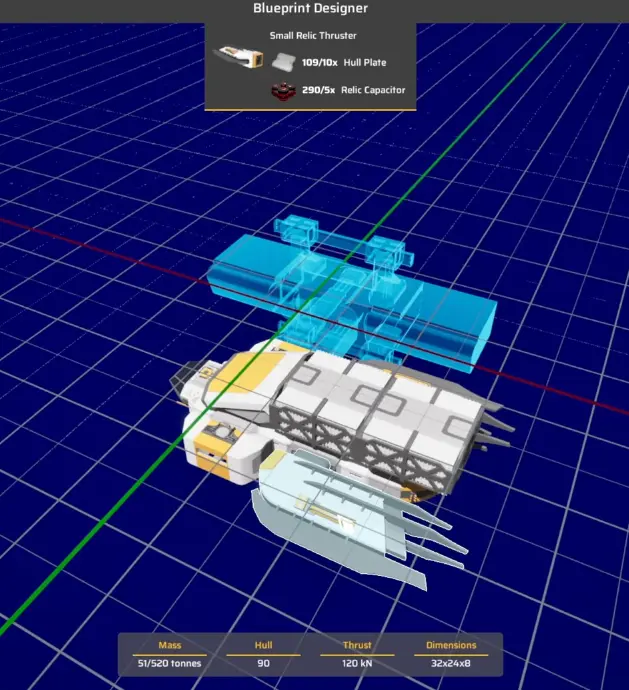 Blueprint Designer
Small Relic Thruster
109/10x Hull Plate
290/5x Relic Capacitor
Mass Hull Thrust Dimensions
51/520 tonnes 90 120 kN 32x24x8